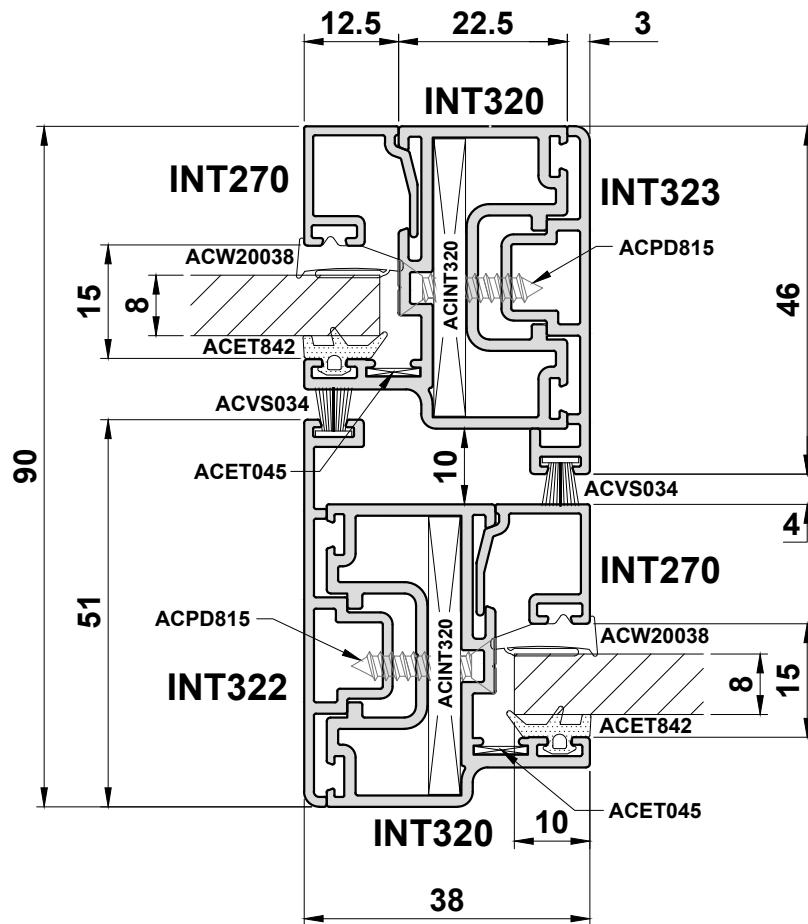 12.5
22.5
3
INT320
INT270
INT323
ACW20038
ACPD815
15
8
ACINT320
46
ACET842
ACVS034
90
ACET045
10
ACVS034
4
INT270
51
ACPD815
ACINT320
ACW20038
INT322
8
15
ACET842
ACET045
INT320
10
38